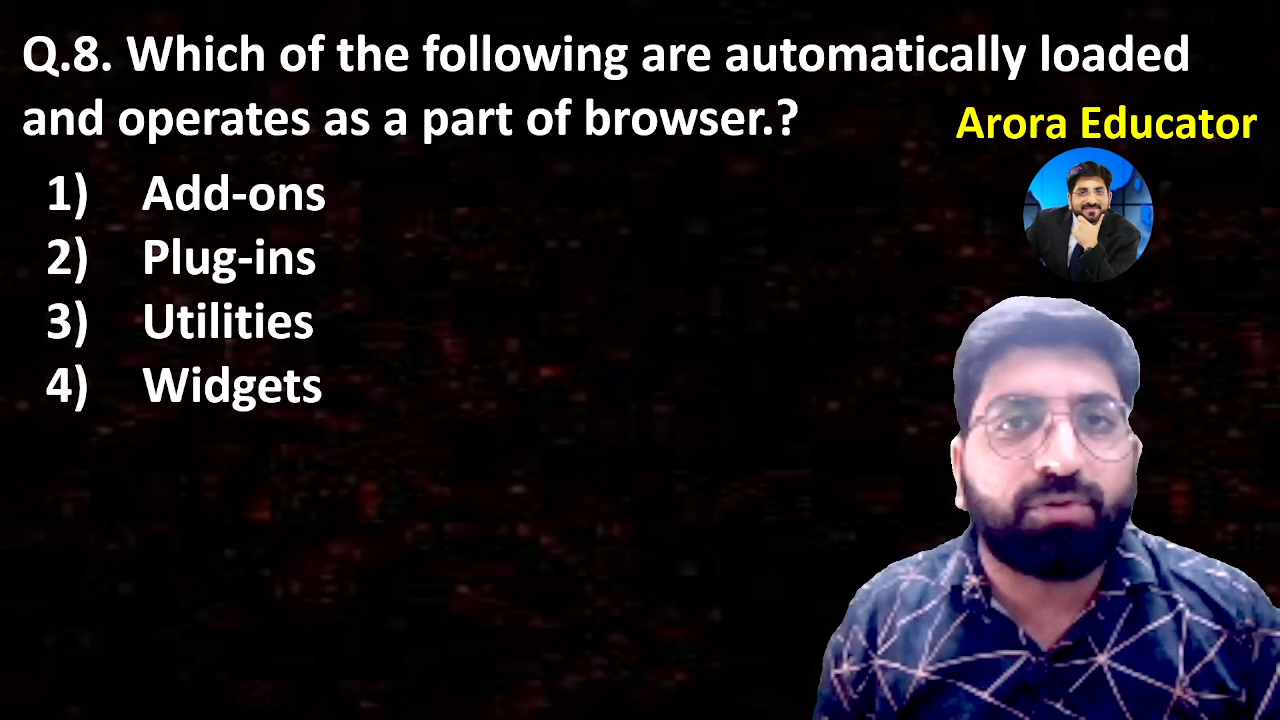 Q.8. Which of the following are automatically loaded
and operates as a part of browser.?
Arora Educator
1) Add-ons
2) Plug-ins
3) Utilities
4) Widgets